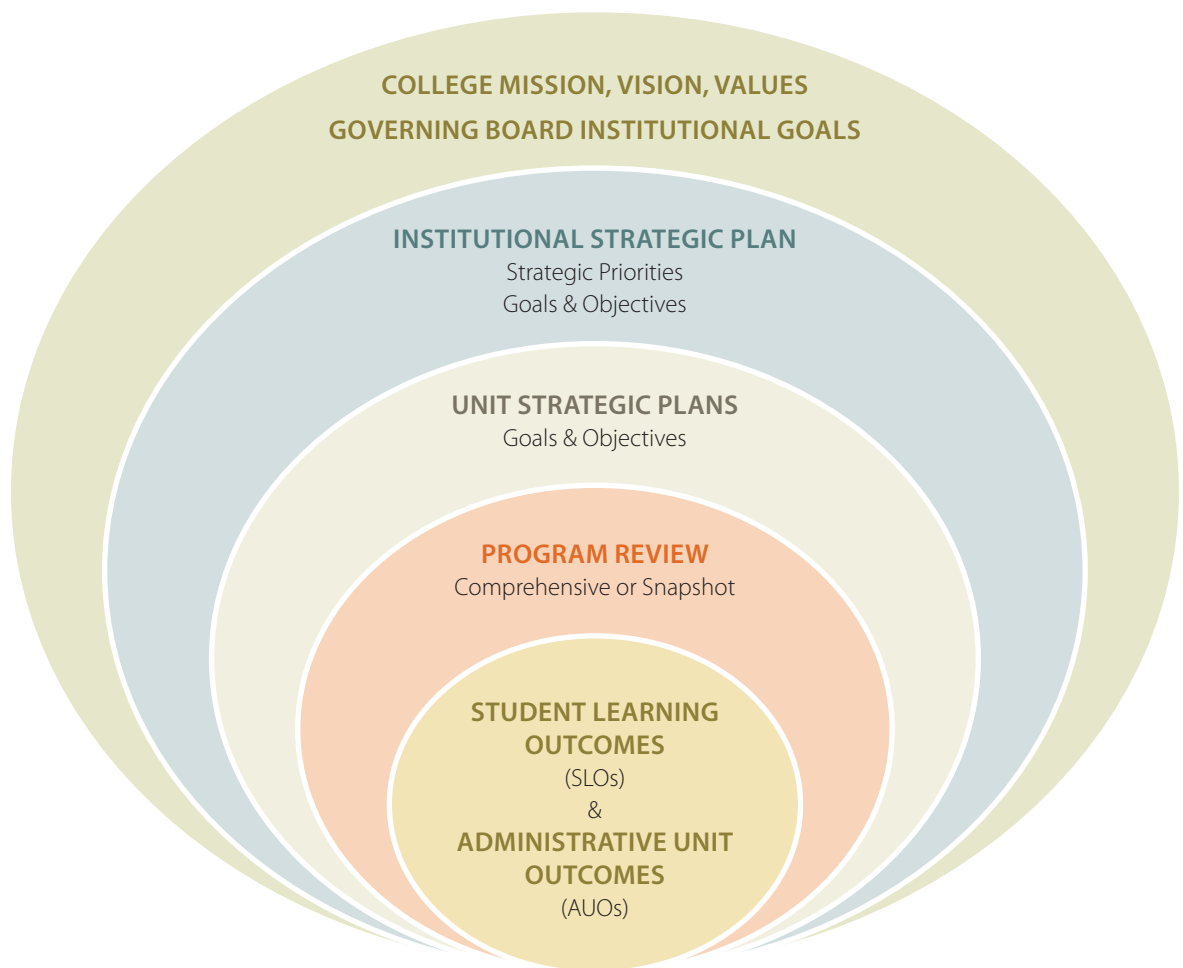 COLLEGE MISSION, VISION, VALUES
GOVERNING BOARD INSTITUTIONAL GOALS
INSTITUTIONAL STRATEGIC PLAN
Strategic Priorities
Goals & Objectives
UNIT STRATEGIC PLANS
Goals & Objectives
PROGRAM REVIEW
Comprehensive or Snapshot
STUDENT LEARNING
OUTCOMES
(SLOs)
&
ADMINISTRATIVE UNIT
OUTCOMES
(AUOs)